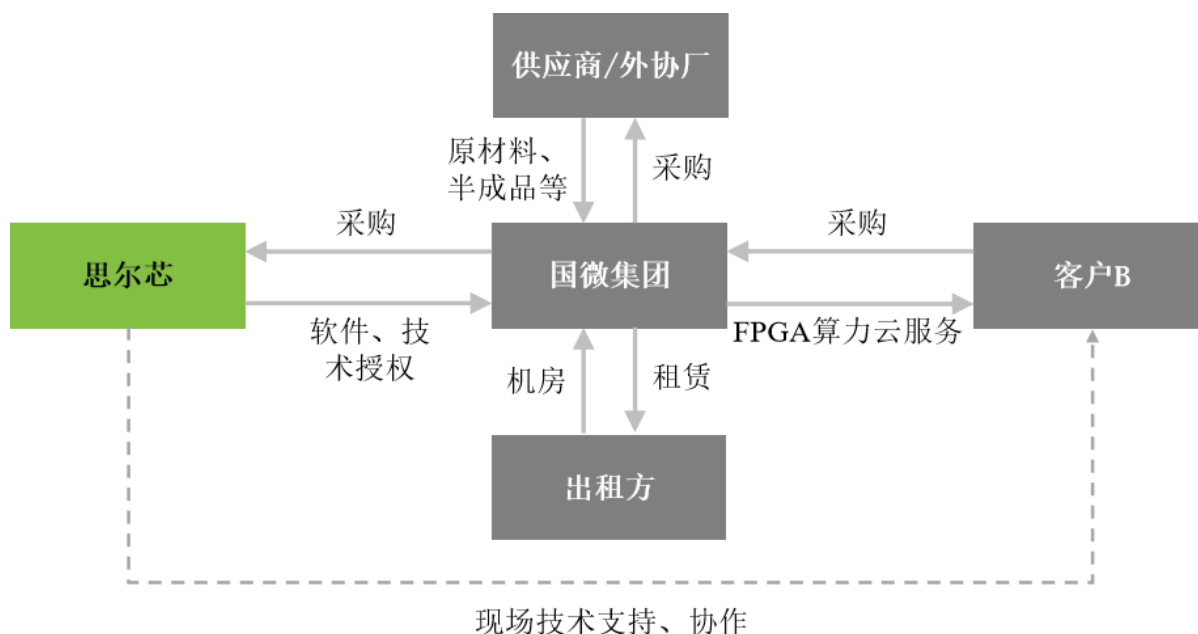 供应商/外协厂
原材料、
半成品等
采购
采购
采购
思尔芯
国微集团
客户B
软件、技
术授权
FPGA算力云服务
机房
租赁
出租方
现场技术支持、协作